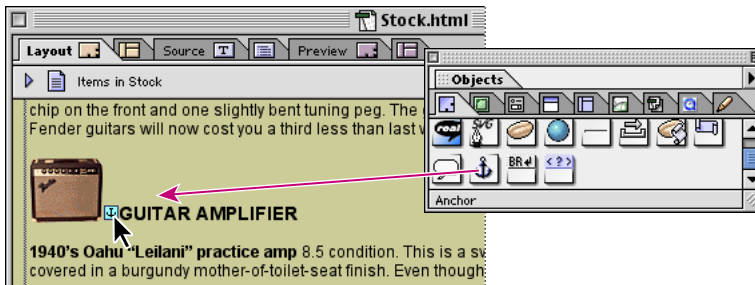 Stock.html
Layout Source T Preview
Objects
Items in Stock
chip on the front and one slightly bent tuning peg. The
Fender guitars will now cost you a third less than last
real SVG
BR <?>
Anchor
GUITAR AMPLIFIER
1940's Oahu “Leilani” practice amp 8.5 condition. This is a
covered in a burgundy mother-of-toilet-seat finish. Even though